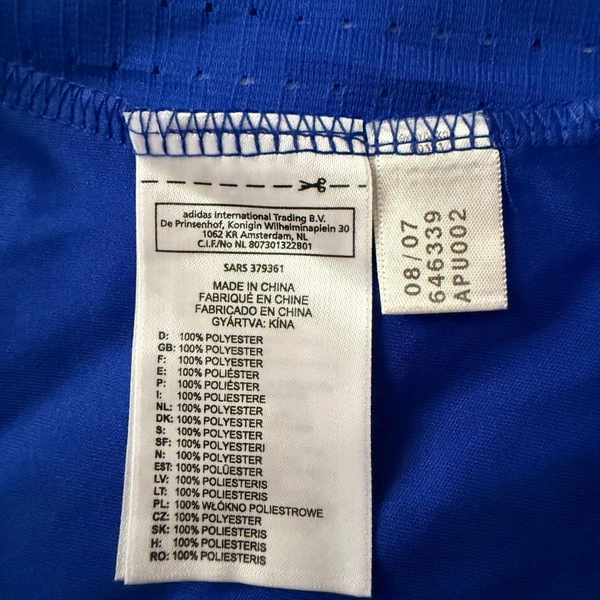 adidas International Trading B.V.
De Prinsenhof, Konigin Wilhelminaplein 30
1062 KR Amsterdam, NL
C.I.F./No NL 807301322B01
SARS 379361
MADE IN CHINA
FABRIQUÉ EN CHINE
FABRICADO EN CHINA
GYÁRTVA: KÍNA
D: 100% POLYESTER
GB: 100% POLYESTER
F: 100% POLYESTER
E: 100% POLIÉSTER
P: 100% POLIÉSTER
I: 100% POLIESTERE
NL: 100% POLYESTER
DK: 100% POLYESTER
S: 100% POLYESTER
SF: 100% POLYESTERI
N: 100% POLYESTER
EST: 100% POLÜESTER
LV: 100% POLIESTERIS
LT: 100% POLIESTERIS
PL: 100% WŁÓKNO POLIESTROWE
CZ: 100% POLYESTER
SK: 100% POLIESTERIS
H: 100% POLIESTERIS
RO: 100% POLIESTERIS
08/07
646339
APU002